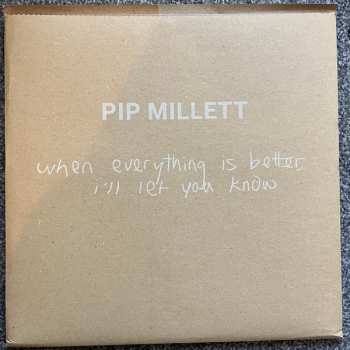 PIP MILLETT
when everything is better
i'll let you know